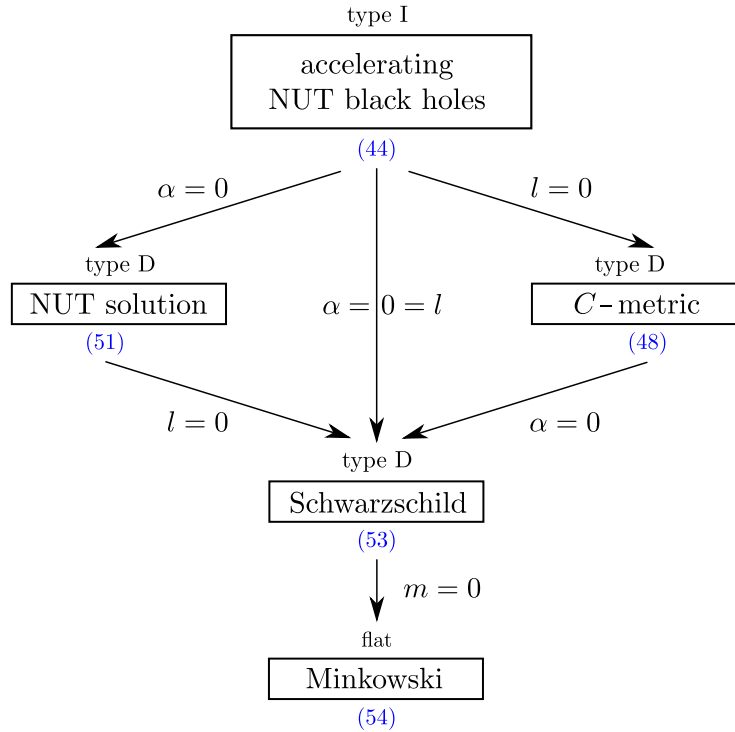 type I
accelerating
NUT black holes
(44)
α = 0
l = 0
type D
type D
NUT solution
α = 0 = l
C – metric
(51)
(48)
l = 0
α = 0
type D
Schwarzschild
(53)
m = 0
flat
Minkowski
(54)